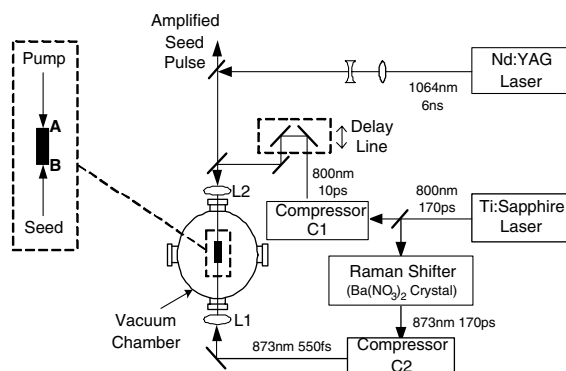 Amplified
Seed
Pulse
Pump
A
B
Seed
Nd:YAG
Laser
1064nm
6ns
Delay
Line
800nm
10ps
L2
Compressor
C1
800nm
170ps
Ti:Sapphire
Laser
Raman Shifter
(Ba(NO3)2 Crystal)
873nm 170ps
Vacuum
Chamber
L1
873nm 550fs
Compressor
C2